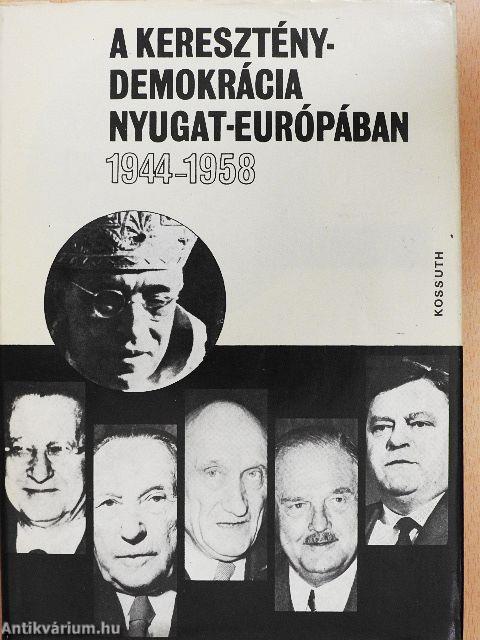 A KERESZTÉNY-
DEMOKRÁCIA
NYUGAT-EURÓPÁBAN
1944-1958
KOSSUTH
Antikvárium.hu